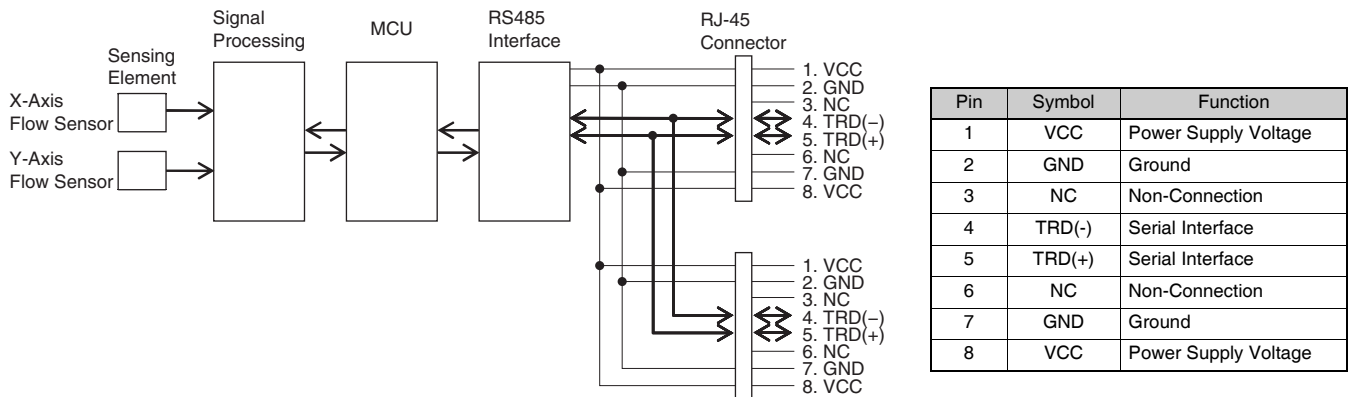 Signal
Processing
MCU
RS485
Interface
RJ-45
Connector
Sensing
Element
X-Axis
Flow Sensor
Y-Axis
Flow Sensor
1. VCC
2. GND
3. NC
4. TRD(−)
5. TRD(+)
6. NC
7. GND
8. VCC
1. VCC
2. GND
3. NC
4. TRD(−)
5. TRD(+)
6. NC
7. GND
8. VCC
Pin Symbol Function
1 VCC Power Supply Voltage
2 GND Ground
3 NC Non-Connection
4 TRD(-) Serial Interface
5 TRD(+) Serial Interface
6 NC Non-Connection
7 GND Ground
8 VCC Power Supply Voltage